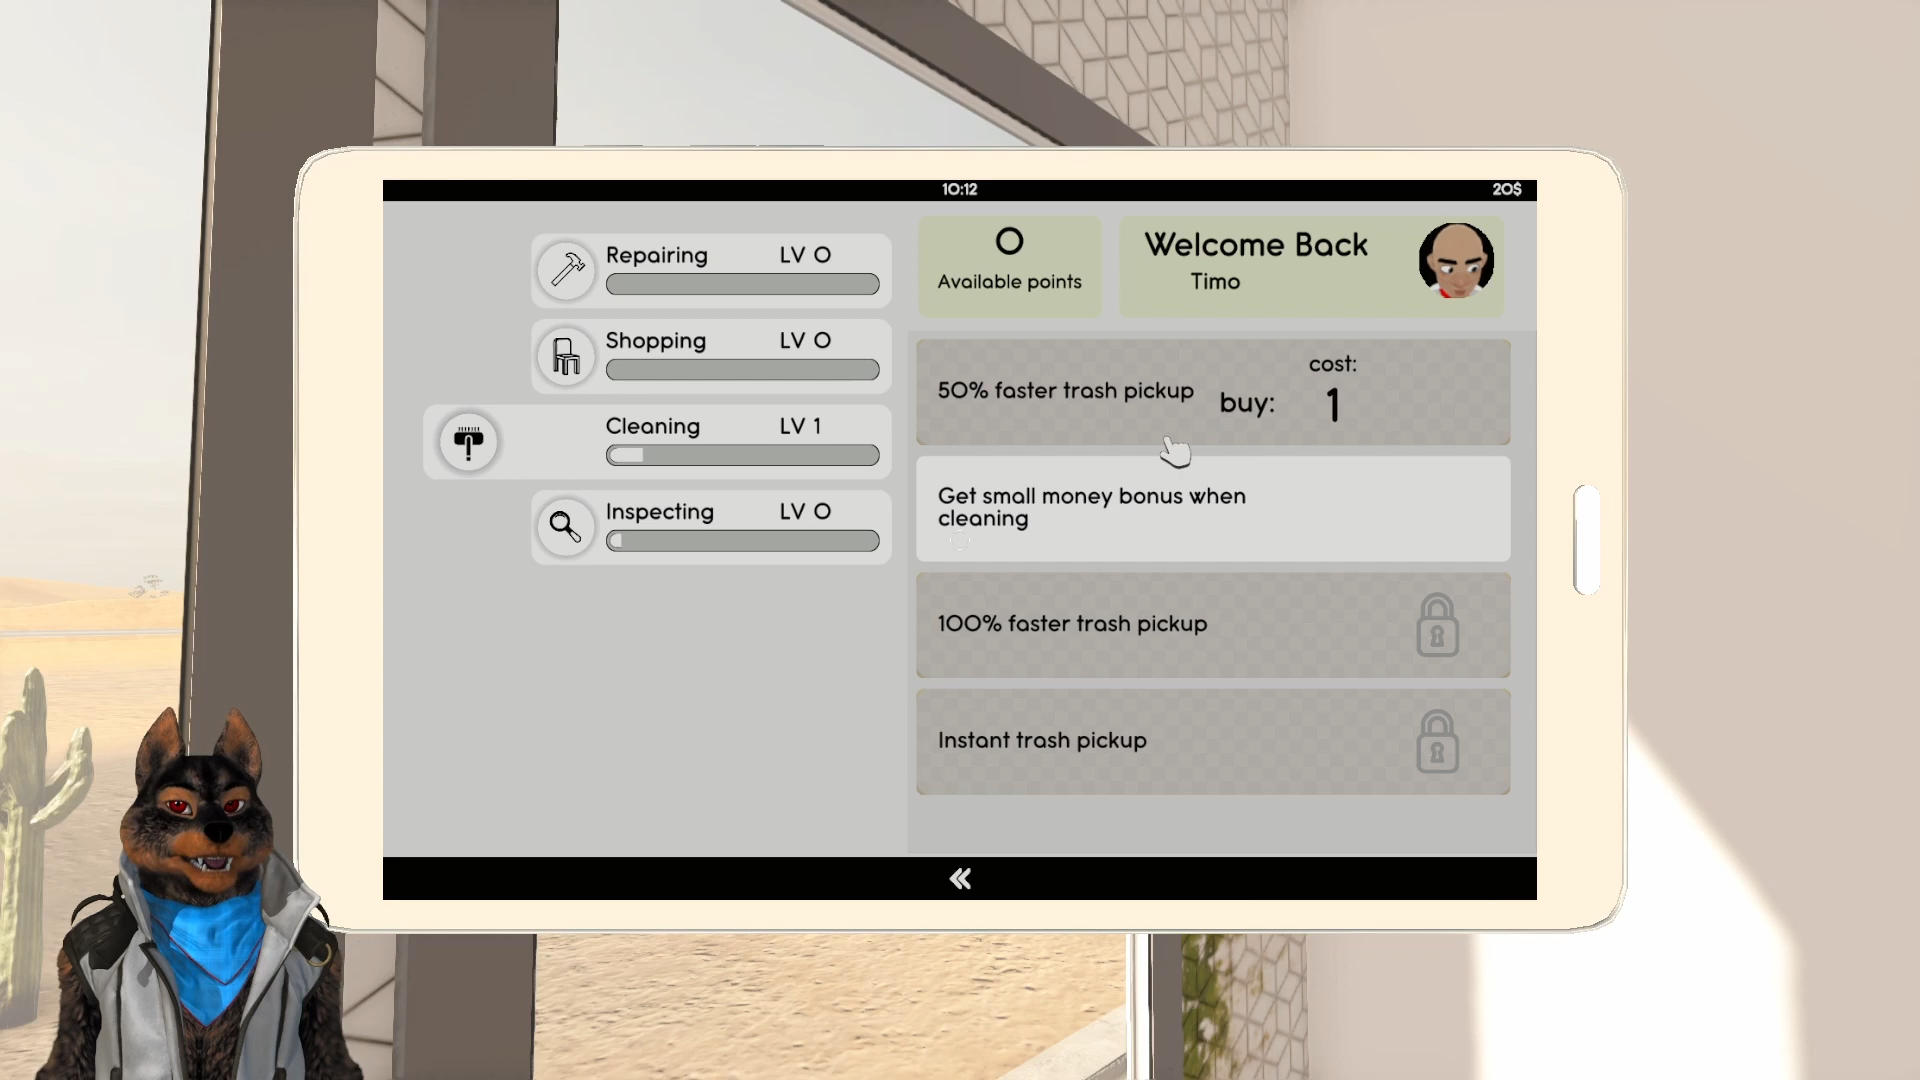 10:12
20$
Repairing LV 0
Shopping LV 0
Cleaning LV 1
Inspecting LV 0
0
Available points
Welcome Back
Timo
50% faster trash pickup
buy:
cost:
1
Get small money bonus when
cleaning
100% faster trash pickup
Instant trash pickup